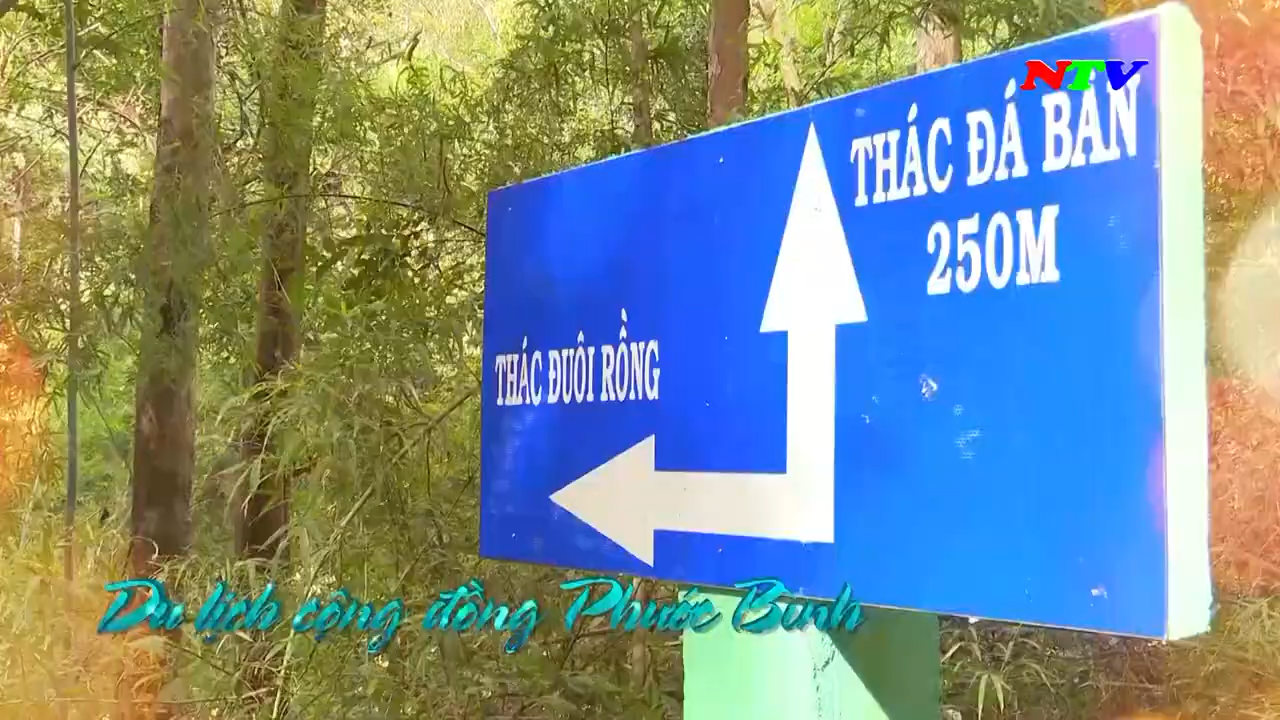 NTV
THÁC ĐÁ BÀN
250M
THÁC ĐUÔI RỒNG
Du lịch cộng đồng Phước Bình